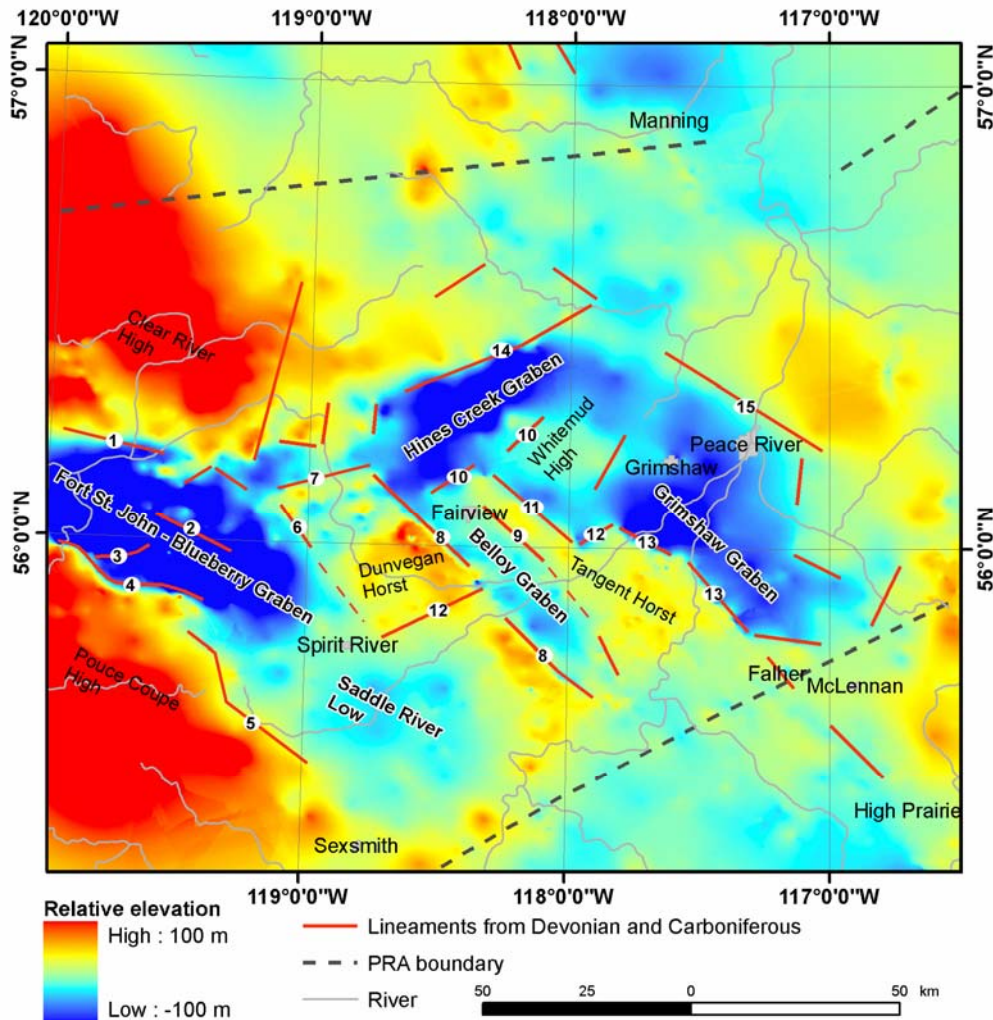 120°0'0"W
119°0'0"W
118°0'0"W
117°0'0"W
57°0'0"N
57°0'0"N
Manning
Clear River
High
14
Hines Creek Graben
15
1
10
Whitemud
High
Peace River
7
10
Grimshaw
Fort St. John - Blueberry Graben
6
Fairview
11
Grimshaw Graben
56°0'0"N
56°0'0"N
2
8
9
12
13
3
Dunvegan
Horst
Belloy Graben
Tangent Horst
4
12
13
Spirit River
8
Pouce Coupe
High
Saddle River
Low
Falher
McLennan
5
High Prairie
Sexsmith
119°0'0"W
118°0'0"W
117°0'0"W
Relative elevation
High : 100 m
Low : -100 m
Lineaments from Devonian and Carboniferous
PRA boundary
River
50
25
0
50
km